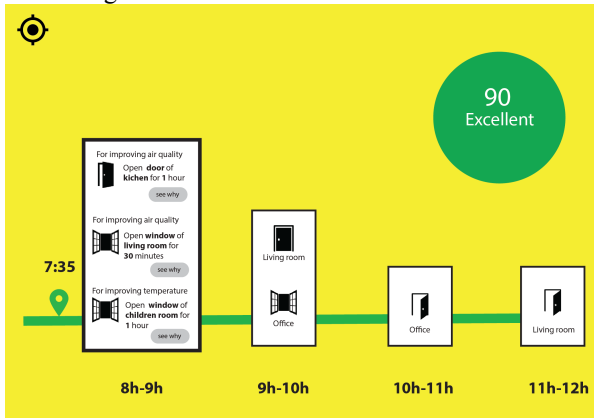 90
Excellent
For improving air quality
Open door of
kichen for 1 hour
see why
For improving air quality
Open window of
living room for
30 minutes
see why
For improving temperature
Open window of
children room for
1 hour
see why
7:35
Living room
Office
Office
Living room
8h-9h
9h-10h
10h-11h
11h-12h